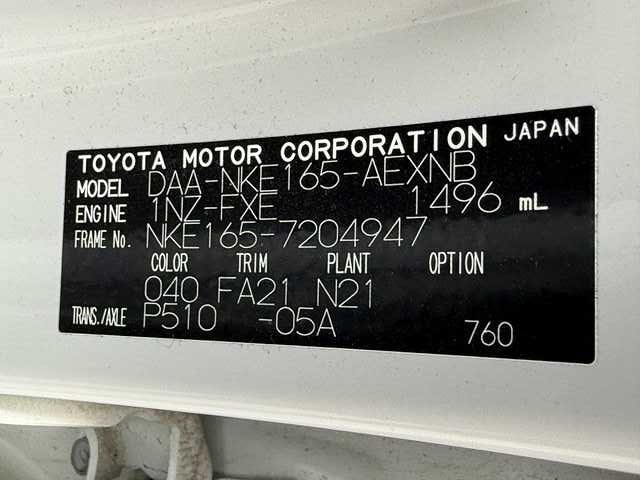 TOYOTA MOTOR CORPORATION JAPAN
MODEL DAA-NKE165-AEXNB
ENGINE 1NZ-FXE 1496 mL
FRAME No. NKE165-7204947
COLOR TRIM PLANT OPTION
040 FA21 N21
TRANS./AXLE P510 -05A 760